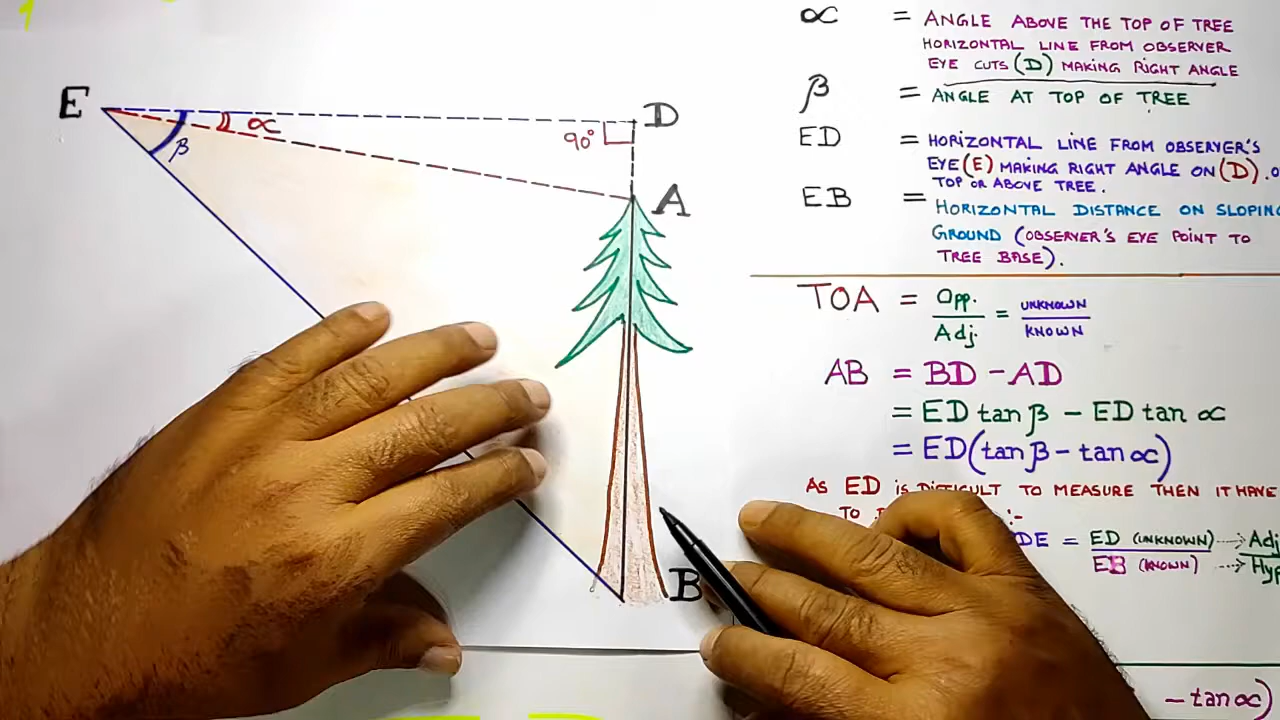 E
α
β
90°
D
A
B
α = ANGLE ABOVE THE TOP OF TREE
HORIZONTAL LINE FROM OBSERVER
EYE CUTS (D) MAKING RIGHT ANGLE
β = ANGLE AT TOP OF TREE
ED = HORIZONTAL LINE FROM OBSERVER'S
EYE(E) MAKING RIGHT ANGLE ON (D).
TOP OR ABOVE TREE.
EB = HORIZONTAL DISTANCE ON SLOPING
GROUND (OBSERVER'S EYE POINT TO
TREE BASE).
TOA = Opp. / Adj. = UNKNOWN / KNOWN
AB = BD - AD
= ED tan β - ED tan α
= ED(tan β - tan α)
AS ED IS DIFFICULT TO MEASURE THEN IT HAVE
TO
DE = ED (UNKNOWN) / EB (KNOWN) → Adj / Hyp
- tan α)